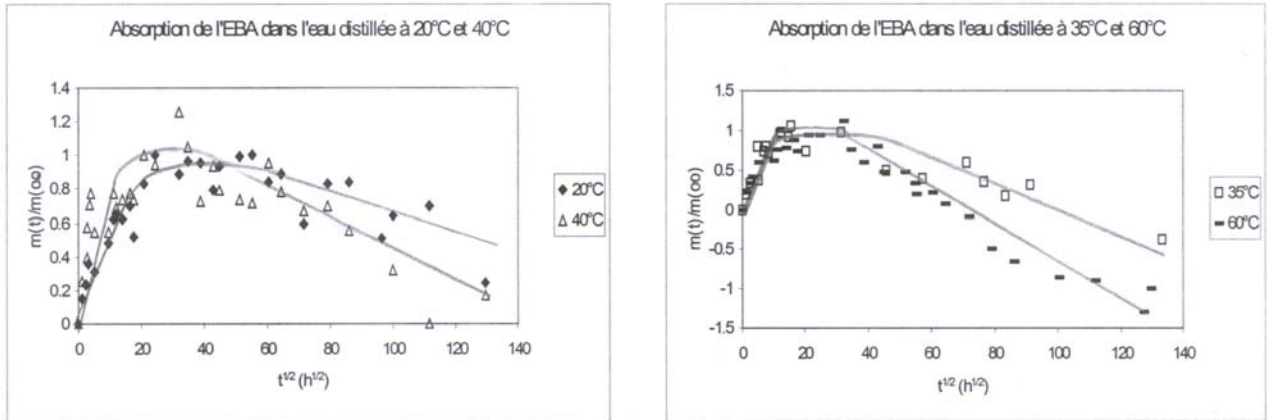 Absorption de l'EBA dans l'eau distillée à 20°C et 40°C
1.4
1.2
1
0.8
0.6
0.4
0.2
0
m(t)/m(∞)
0 20 40 60 80 100 120 140
t^1/2 (h^1/2)
20°C
40°C
Absorption de l'EBA dans l'eau distillée à 35°C et 60°C
1.5
1
0.5
0
-0.5
-1
-1.5
m(t)/m(∞)
0 20 40 60 80 100 120 140
t^1/2 (h^1/2)
35°C
60°C